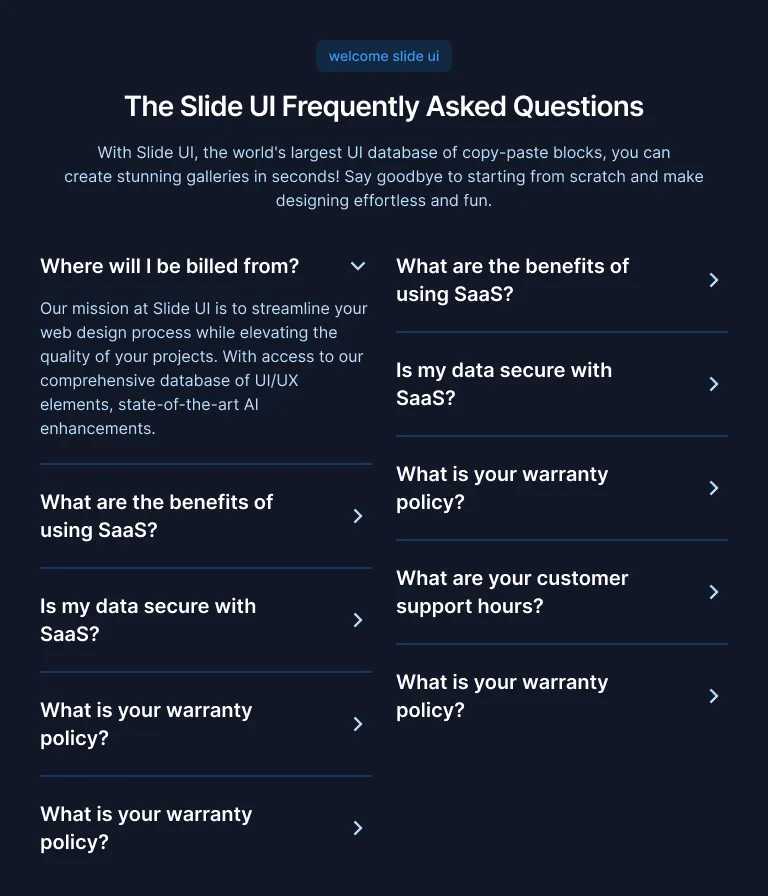 welcome slide ui
The Slide UI Frequently Asked Questions
With Slide UI, the world's largest UI database of copy-paste blocks, you can
create stunning galleries in seconds! Say goodbye to starting from scratch and make
designing effortless and fun.
Where will I be billed from?
Our mission at Slide UI is to streamline your
web design process while elevating the
quality of your projects. With access to our
comprehensive database of UI/UX
elements, state-of-the-art AI
enhancements.
What are the benefits of
using SaaS?
Is my data secure with
SaaS?
What is your warranty
policy?
What is your warranty
policy?
What are the benefits of
using SaaS?
Is my data secure with
SaaS?
What is your warranty
policy?
What are your customer
support hours?
What is your warranty
policy?